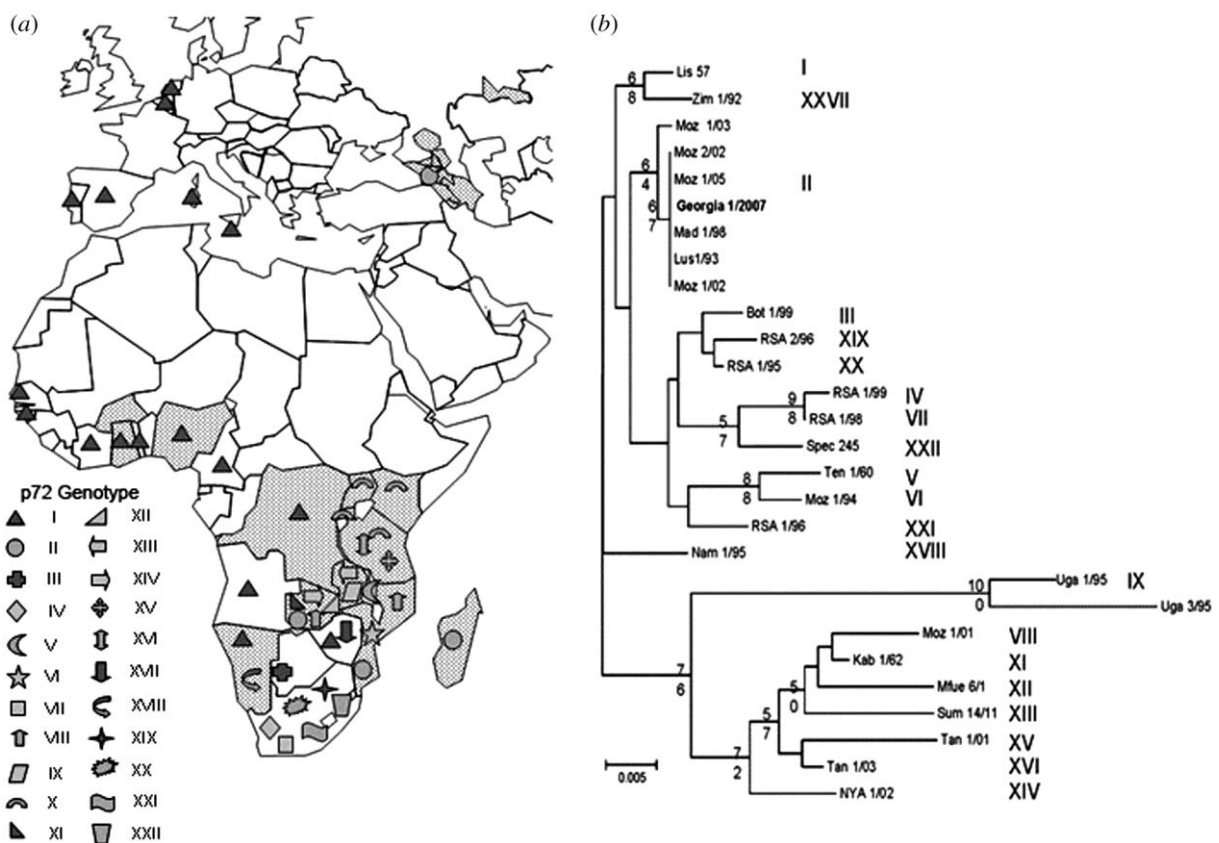 (a)
p72 Genotype
I XII
II XIII
III XIV
IV XV
V XVI
VI XVII
VII XVIII
VIII XIX
IX XX
X XXI
XI XXII
(b)
6
8
Lis 57 I
Zim 1/92 XXVII
Moz 1/03
Moz 2/02
6
4
Moz 1/05
II
6
7
Georgia 1/2007
Mad 1/98
Lus1/93
Moz 1/02
Bot 1/99 III
RSA 2/96 XIX
RSA 1/95 XX
9
8
RSA 1/99 IV
RSA 1/98 VII
5
7
Spec 245 XXII
8
8
Ten 1/60 V
Moz 1/94 VI
RSA 1/96 XXI
Nam 1/95 XVIII
10
0
Uga 1/95 IX
Uga 3/95
7
6
Moz 1/01 VIII
Kab 1/62 XI
5
0
Mfue 6/1 XII
Sum 14/11 XIII
5
7
Tan 1/01 XV
Tan 1/03 XVI
7
2
NYA 1/02 XIV
0.005